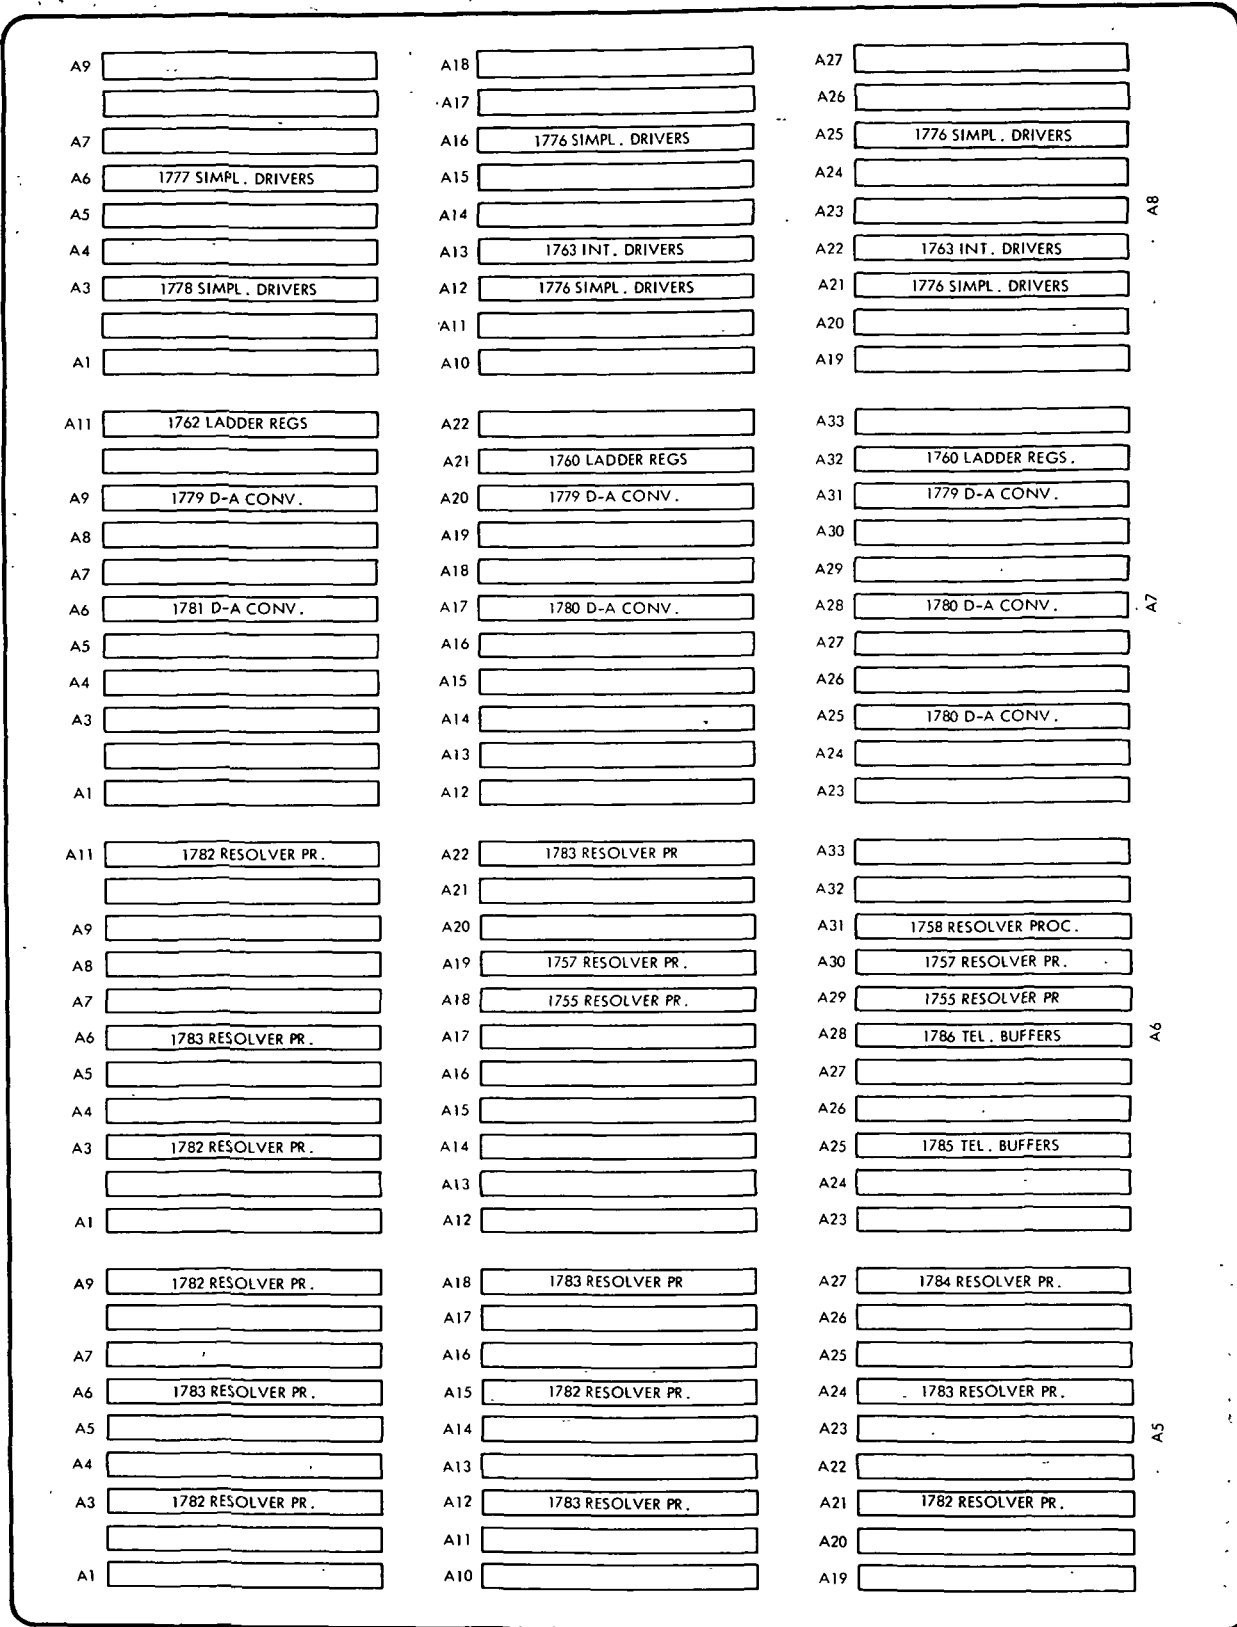 A9 A18 A27
A17 A26
A7 A16 1776 SIMPL. DRIVERS A25 1776 SIMPL. DRIVERS
A6 1777 SIMPL. DRIVERS A15 A24
A5 A14 A23 A8
A4 A13 1763 INT. DRIVERS A22 1763 INT. DRIVERS
A3 1778 SIMPL. DRIVERS A12 1776 SIMPL. DRIVERS A21 1776 SIMPL. DRIVERS
A11 A20
A1 A10 A19
A11 1762 LADDER REGS A22 A33
A21 1760 LADDER REGS A32 1760 LADDER REGS.
A9 1779 D-A CONV. A20 1779 D-A CONV. A31 1779 D-A CONV.
A8 A19 A30
A7 A18 A29
A6 1781 D-A CONV. A17 1780 D-A CONV. A28 1780 D-A CONV. A7
A5 A16 A27
A4 A15 A26
A3 A14 A25 1780 D-A CONV.
A13 A24
A1 A12 A23
A11 1782 RESOLVER PR. A22 1783 RESOLVER PR A33
A21 A32
A9 A20 A31 1758 RESOLVER PROC.
A8 A19 1757 RESOLVER PR. A30 1757 RESOLVER PR.
A7 A18 1755 RESOLVER PR. A29 1755 RESOLVER PR
A6 1783 RESOLVER PR. A17 A28 1786 TEL. BUFFERS A6
A5 A16 A27
A4 A15 A26
A3 1782 RESOLVER PR. A14 A25 1785 TEL. BUFFERS
A13 A24
A1 A12 A23
A9 1782 RESOLVER PR. A18 1783 RESOLVER PR A27 1784 RESOLVER PR.
A17 A26
A7 A16 A25
A6 1783 RESOLVER PR. A15 1782 RESOLVER PR. A24 1783 RESOLVER PR.
A5 A14 A23 A5
A4 A13 A22
A3 1782 RESOLVER PR. A12 1783 RESOLVER PR. A21 1782 RESOLVER PR.
A11 A20
A1 A10 A19